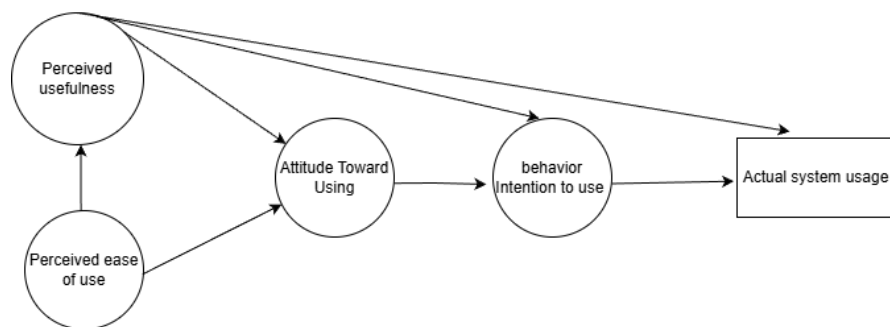 Perceived
usefulness
Attitude Toward
Using
behavior
Intention to use
Actual system usage
Perceived ease
of use